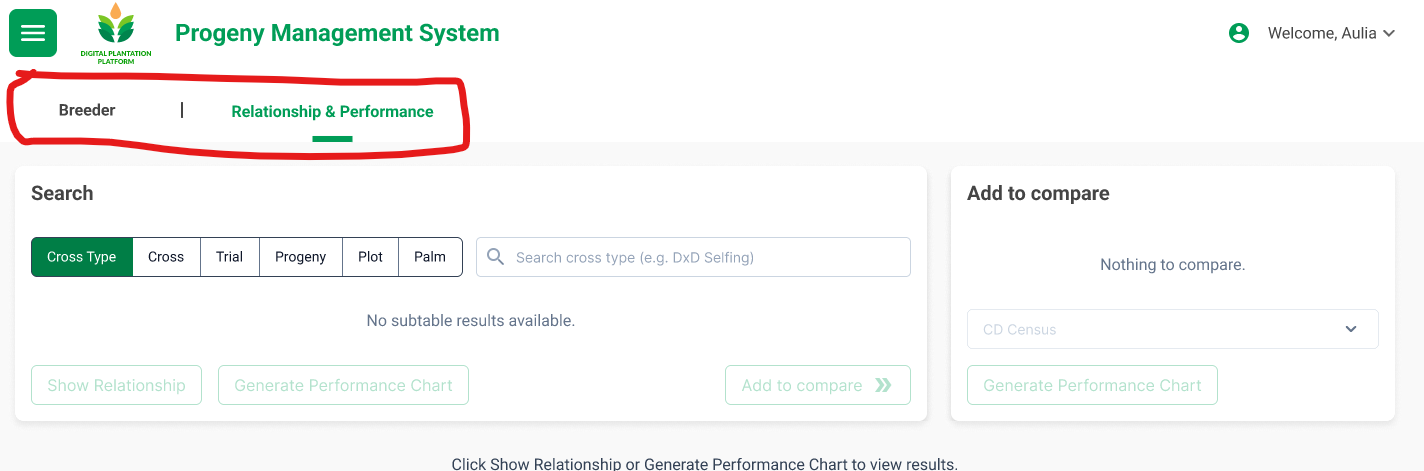 DIGITAL PLANTATION
PLATFORM
Progeny Management System
Welcome, Aulia
Breeder | Relationship & Performance
Search
Cross Type Cross Trial Progeny Plot Palm
Search cross type (e.g. DxD Selfing)
No subtable results available.
Show Relationship Generate Performance Chart Add to compare
Add to compare
Nothing to compare.
CD Census
Generate Performance Chart
Click Show Relationship or Generate Performance Chart to view results.